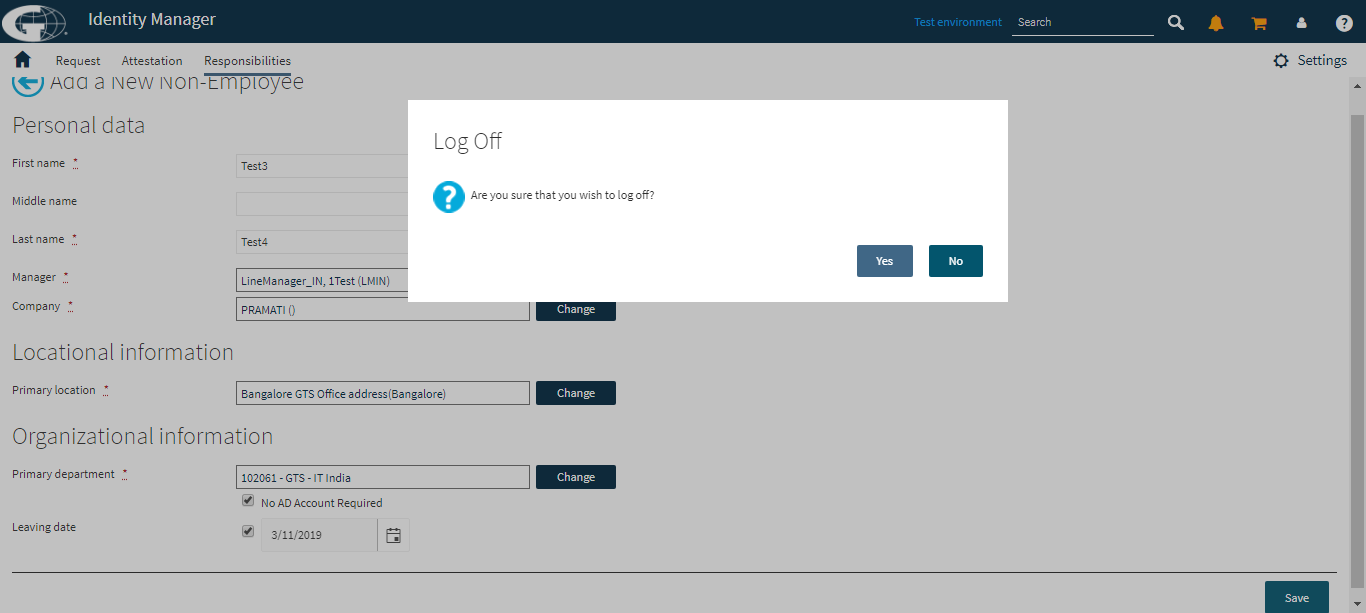 Identity Manager
Test environment
Search
?
Request Attestation Responsibilities
Settings
Add a New Non-Employee
Personal data
First name *
Test3
Middle name
Last name *
Test4
Manager *
LineManager_IN, 1Test (LMIN)
Company *
PRAMATI ()
Change
Locational information
Primary location *
Bangalore GTS Office address(Bangalore)
Change
Organizational information
Primary department *
102061 - GTS - IT India
Change
No AD Account Required
Leaving date
3/11/2019
Save
Log Off
?
Are you sure that you wish to log off?
Yes
No